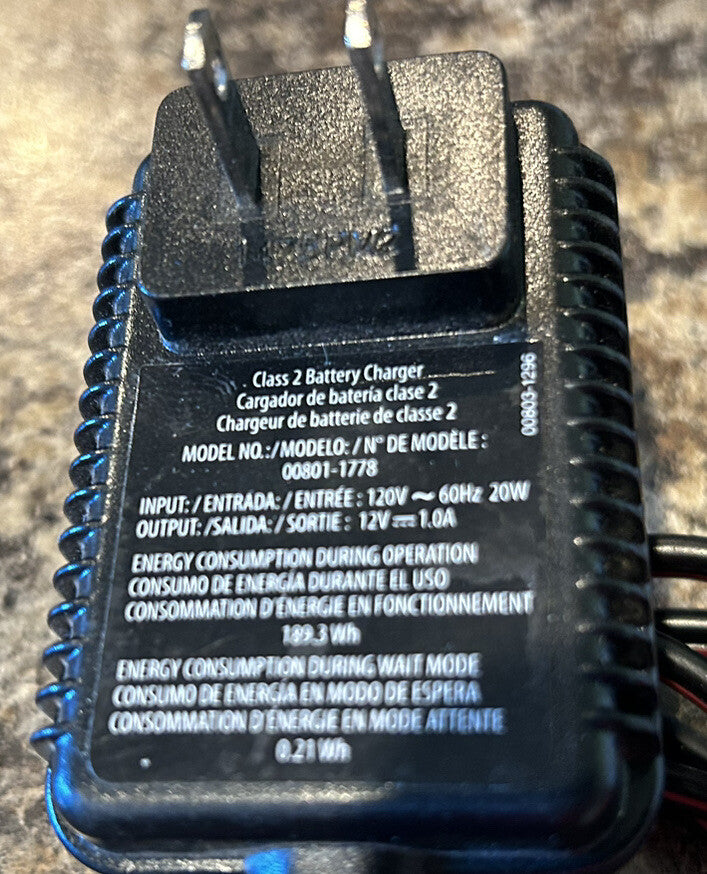 Class 2 Battery Charger
Cargador de batería clase 2
Chargeur de batterie de classe 2
MODEL NO.:/MODELO: / N° DE MODÈLE :
00801-1778
INPUT: / ENTRADA: / ENTRÉE : 120V ~ 60Hz 20W
OUTPUT: /SALIDA: / SORTIE : 12V ⎓ 1.0A
ENERGY CONSUMPTION DURING OPERATION
CONSUMO DE ENERGÍA DURANTE EL USO
CONSOMMATION D'ÉNERGIE EN FONCTIONNEMENT
189.3 Wh
ENERGY CONSUMPTION DURING WAIT MODE
CONSUMO DE ENERGÍA EN MODO DE ESPERA
CONSOMMATION D'ÉNERGIE EN MODE ATTENTE
0.21 Wh
00803-1296